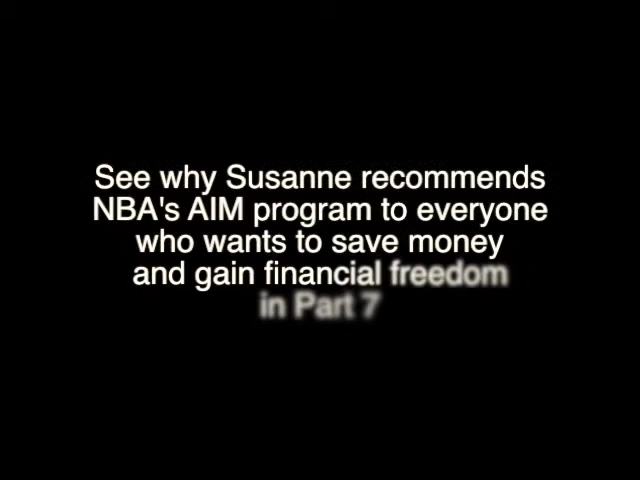 See why Susanne recommends
NBA's AIM program to everyone
who wants to save money
and gain financial freedom
in Part 7